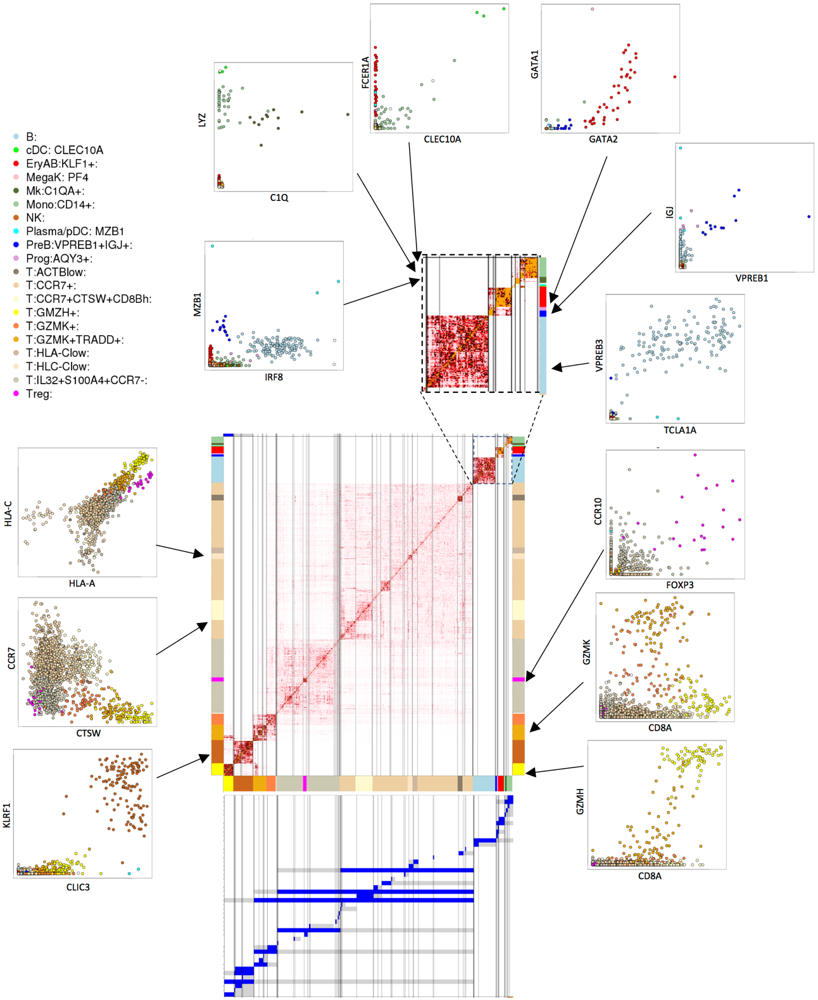 FCER1A
CLEC10A
GATA1
GATA2
LYZ
C1Q
B:
cDC: CLEC10A
EryAB:KLF1+:
MegaK: PF4
Mk:C1QA+:
Mono:CD14+:
NK:
Plasma/pDC: MZB1
PreB:VPREB1+IGJ+:
Prog:AQY3+:
T:ACTBlow:
T:CCR7+:
T:CCR7+CTSW+CD8Bh:
T:GMZH+:
T:GZMK+:
T:GZMK+TRADD+:
T:HLA-Clow:
T:HLC-Clow:
T:IL32+S100A4+CCR7-:
Treg:
IGJ
VPREB1
MZB1
IRF8
VPREB3
TCLA1A
HLA-C
HLA-A
CCR10
FOXP3
CCR7
CTSW
GZMK
CD8A
KLRF1
CLIC3
GZMH
CD8A